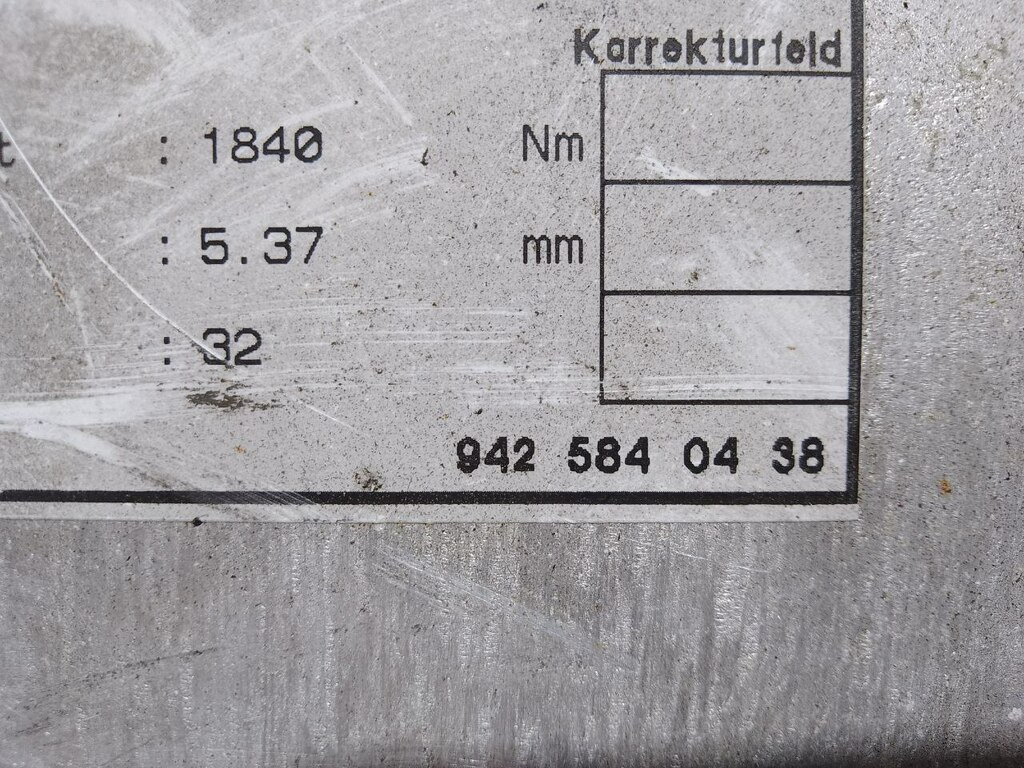 Korrekturfeld
t : 1840 Nm
: 5.37 mm
: 32
942 584 04 38